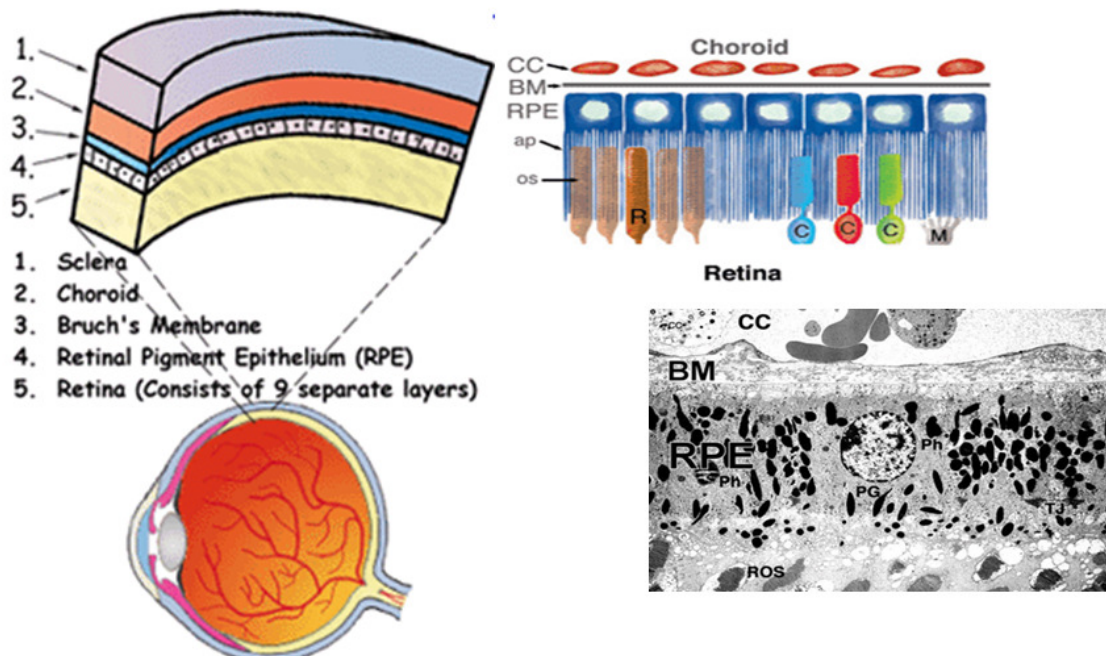 1.
2.
3.
4.
5.
1. Sclera
2. Choroid
3. Bruch's Membrane
4. Retinal Pigment Epithelium (RPE)
5. Retina (Consists of 9 separate layers)
Choroid
CC
BM
RPE
ap
os
R
C
C
C
M
Retina
CC
BM
RPE
Ph
Ph
PG
TJ
ROS